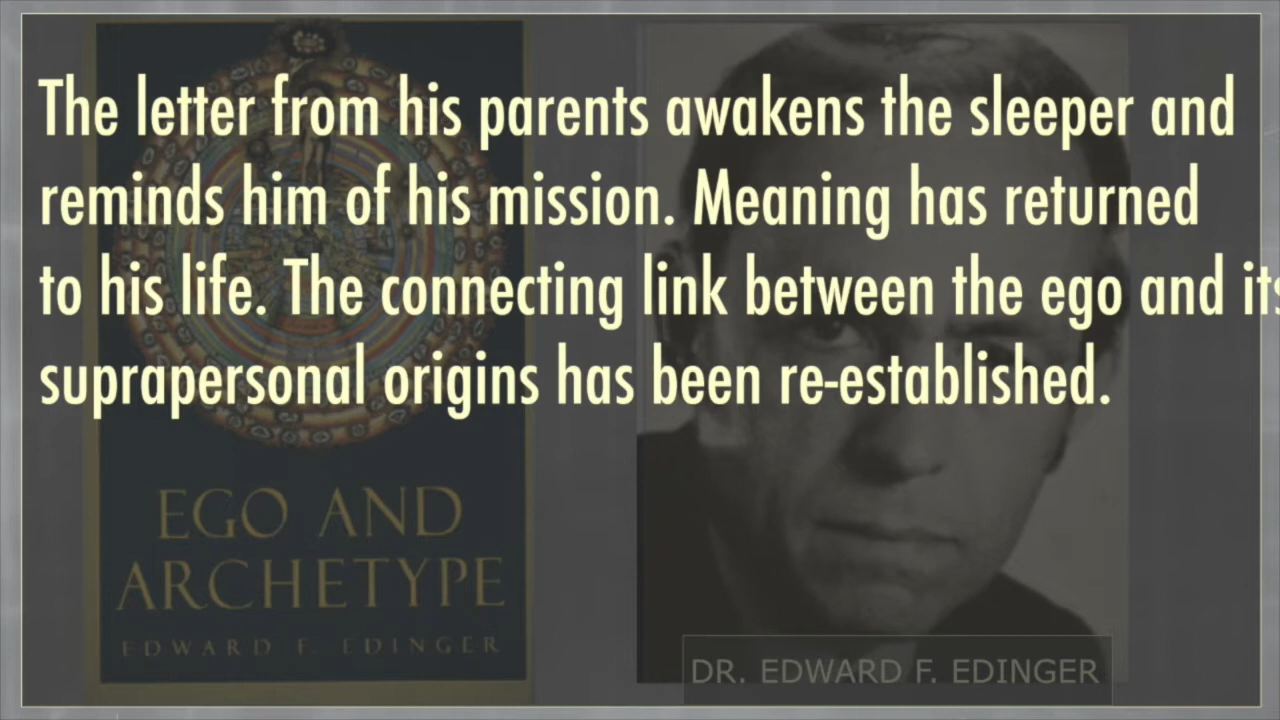 The letter from his parents awakens the sleeper and
reminds him of his mission. Meaning has returned
to his life. The connecting link between the ego and its
suprapersonal origins has been re-established.
EGO AND
ARCHETYPE
EDWARD F. EDINGER
DR. EDWARD F. EDINGER